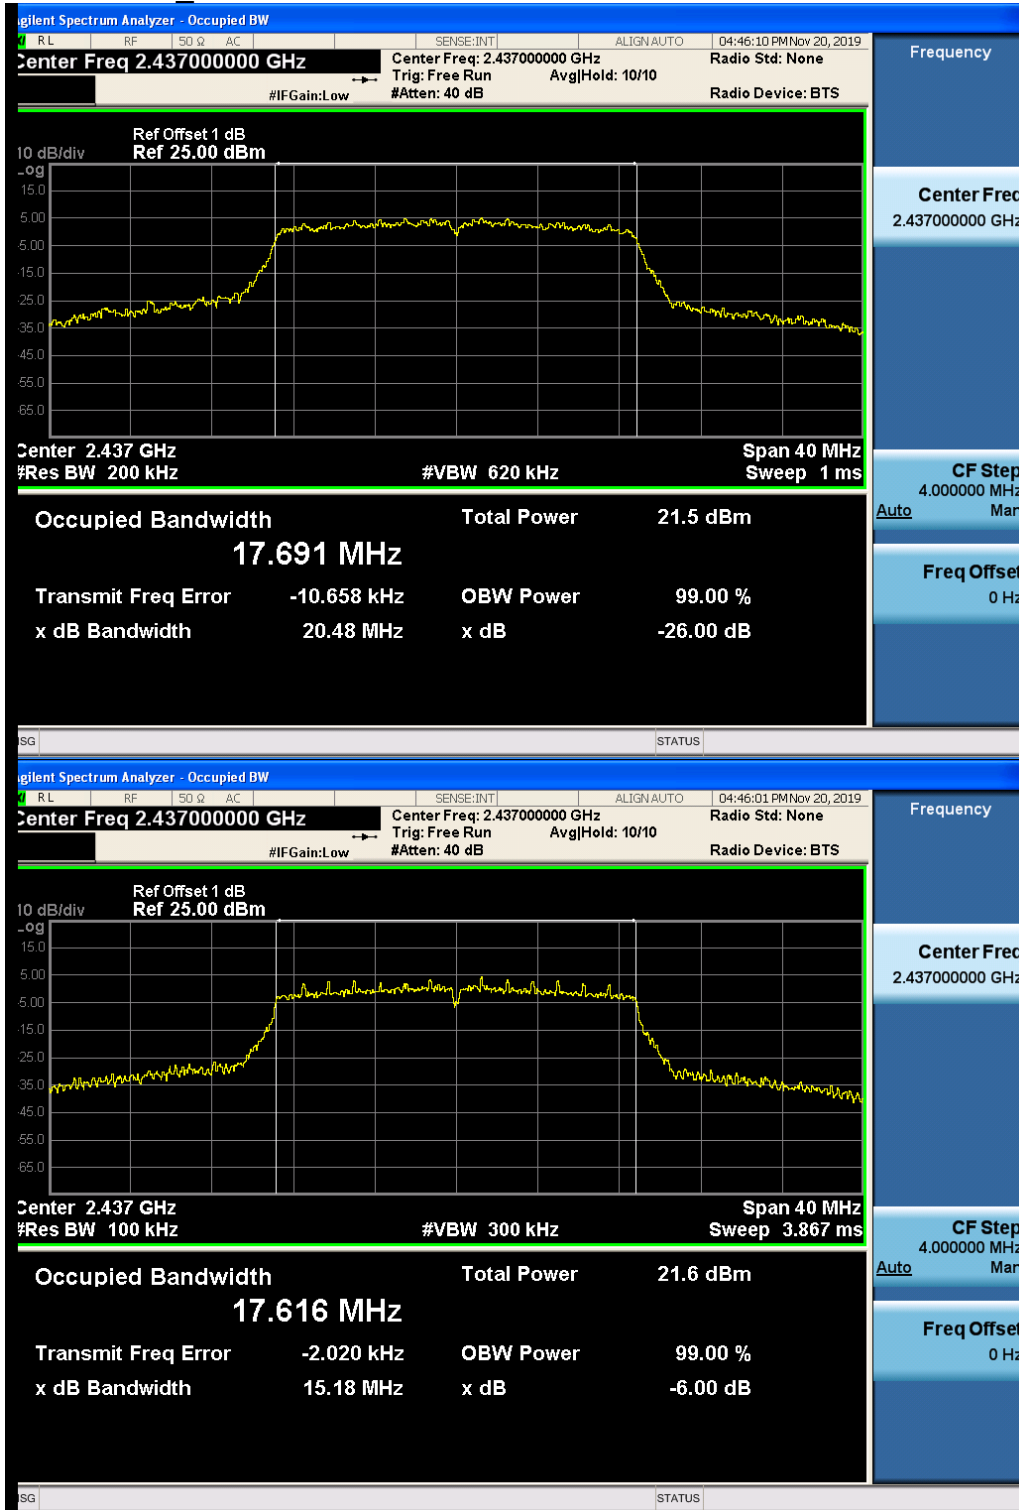 gilent Spectrum Analyzer - Occupied BW
RL RF 50 Ω AC SENSE:INT ALIGN AUTO 04:46:10 PM Nov 20, 2019
Center Freq 2.437000000 GHz Center Freq: 2.437000000 GHz Radio Std: None Frequency
Trig: Free Run Avg|Hold: 10/10
#IFGain:Low #Atten: 40 dB Radio Device: BTS
Ref Offset 1 dB
10 dB/div Ref 25.00 dBm
Log
15.0
5.00
-5.00
-15.0
-25.0
-35.0
-45.0
-55.0
-65.0
Center Freq
2.437000000 GHz
Center 2.437 GHz Span 40 MHz
#Res BW 200 kHz #VBW 620 kHz Sweep 1 ms
CF Step
4.000000 MHz
Auto Man
Occupied Bandwidth Total Power 21.5 dBm
17.691 MHz
Transmit Freq Error -10.658 kHz OBW Power 99.00 %
x dB Bandwidth 20.48 MHz x dB -26.00 dB
Freq Offset
0 Hz
SG STATUS
gilent Spectrum Analyzer - Occupied BW
RL RF 50 Ω AC SENSE:INT ALIGN AUTO 04:46:01 PM Nov 20, 2019
Center Freq 2.437000000 GHz Center Freq: 2.437000000 GHz Radio Std: None Frequency
Trig: Free Run Avg|Hold: 10/10
#IFGain:Low #Atten: 40 dB Radio Device: BTS
Ref Offset 1 dB
10 dB/div Ref 25.00 dBm
Log
15.0
5.00
-5.00
-15.0
-25.0
-35.0
-45.0
-55.0
-65.0
Center Freq
2.437000000 GHz
Center 2.437 GHz Span 40 MHz
#Res BW 100 kHz #VBW 300 kHz Sweep 3.867 ms
CF Step
4.000000 MHz
Auto Man
Occupied Bandwidth Total Power 21.6 dBm
17.616 MHz
Transmit Freq Error -2.020 kHz OBW Power 99.00 %
x dB Bandwidth 15.18 MHz x dB -6.00 dB
Freq Offset
0 Hz
SG STATUS